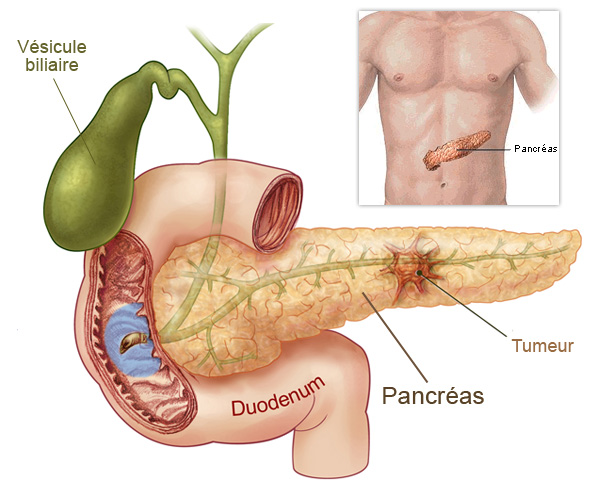 Vésicule
biliaire
Pancréas
Tumeur
Pancréas
Duodenum